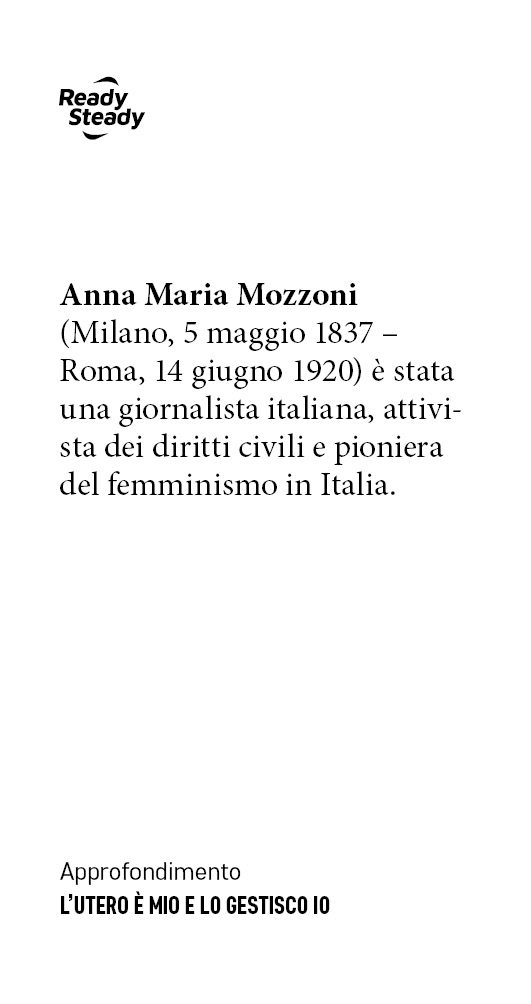 Ready
Steady
Anna Maria Mozzoni
(Milano, 5 maggio 1837 –
Roma, 14 giugno 1920) è stata
una giornalista italiana, attivi-
sta dei diritti civili e pioniera
del femminismo in Italia.
Approfondimento
L’UTERO È MIO E LO GESTISCO IO